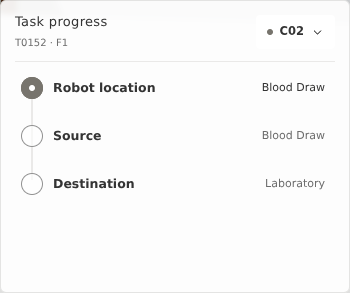 Task progress
C02
T0152 · F1
Robot location Blood Draw
Source Blood Draw
Destination Laboratory